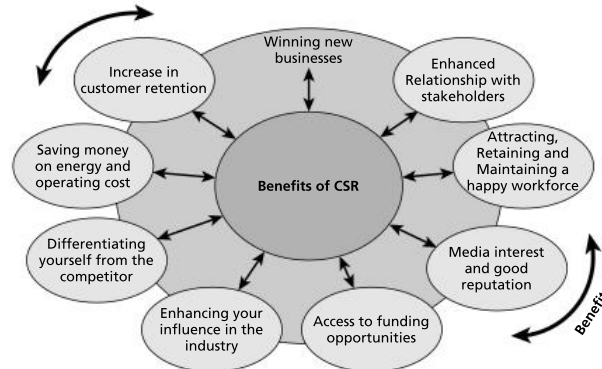 Winning new
businesses
Enhanced
Relationship with
stakeholders
Attracting,
Retaining and
Maintaining a
happy workforce
Media interest
and good
reputation
Access to funding
opportunities
Enhancing your
influence in the
industry
Differentiating
yourself from the
competitor
Saving money
on energy and
operating cost
Increase in
customer retention
Benefits of CSR